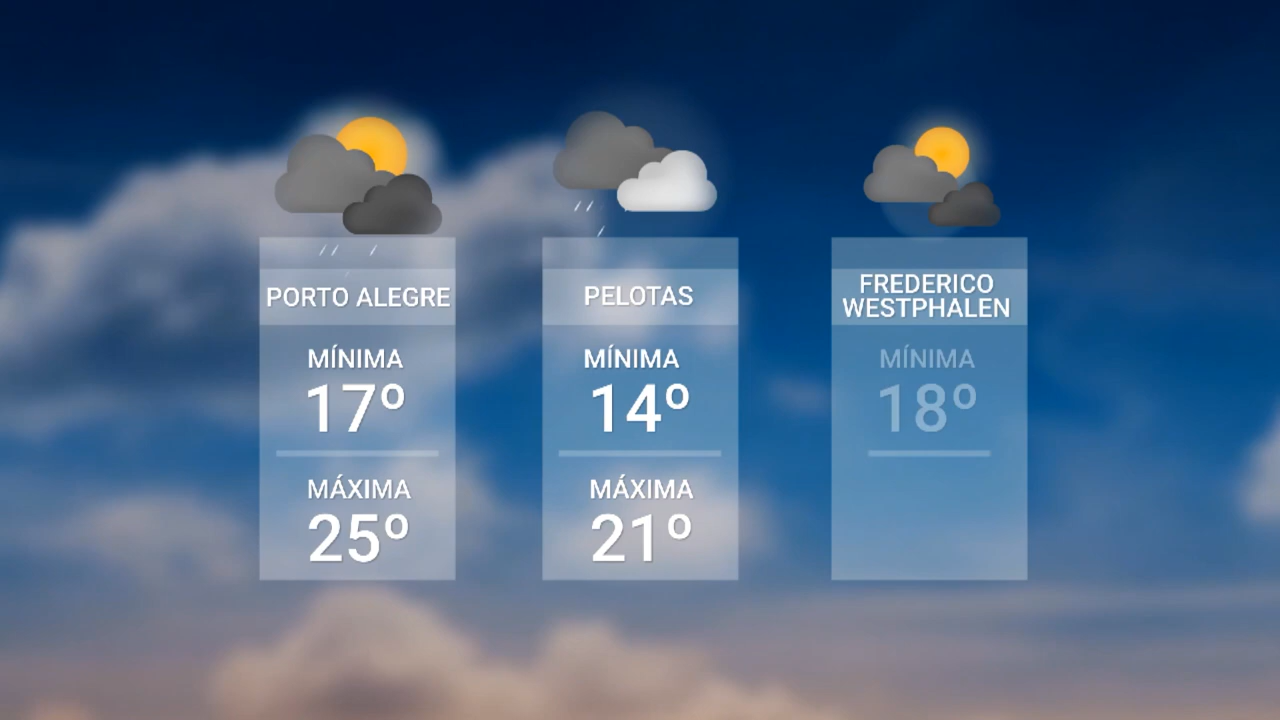 PORTO ALEGRE
MÍNIMA
17º
MÁXIMA
25º
PELOTAS
MÍNIMA
14º
MÁXIMA
21º
FREDERICO
WESTPHALEN
MÍNIMA
18º